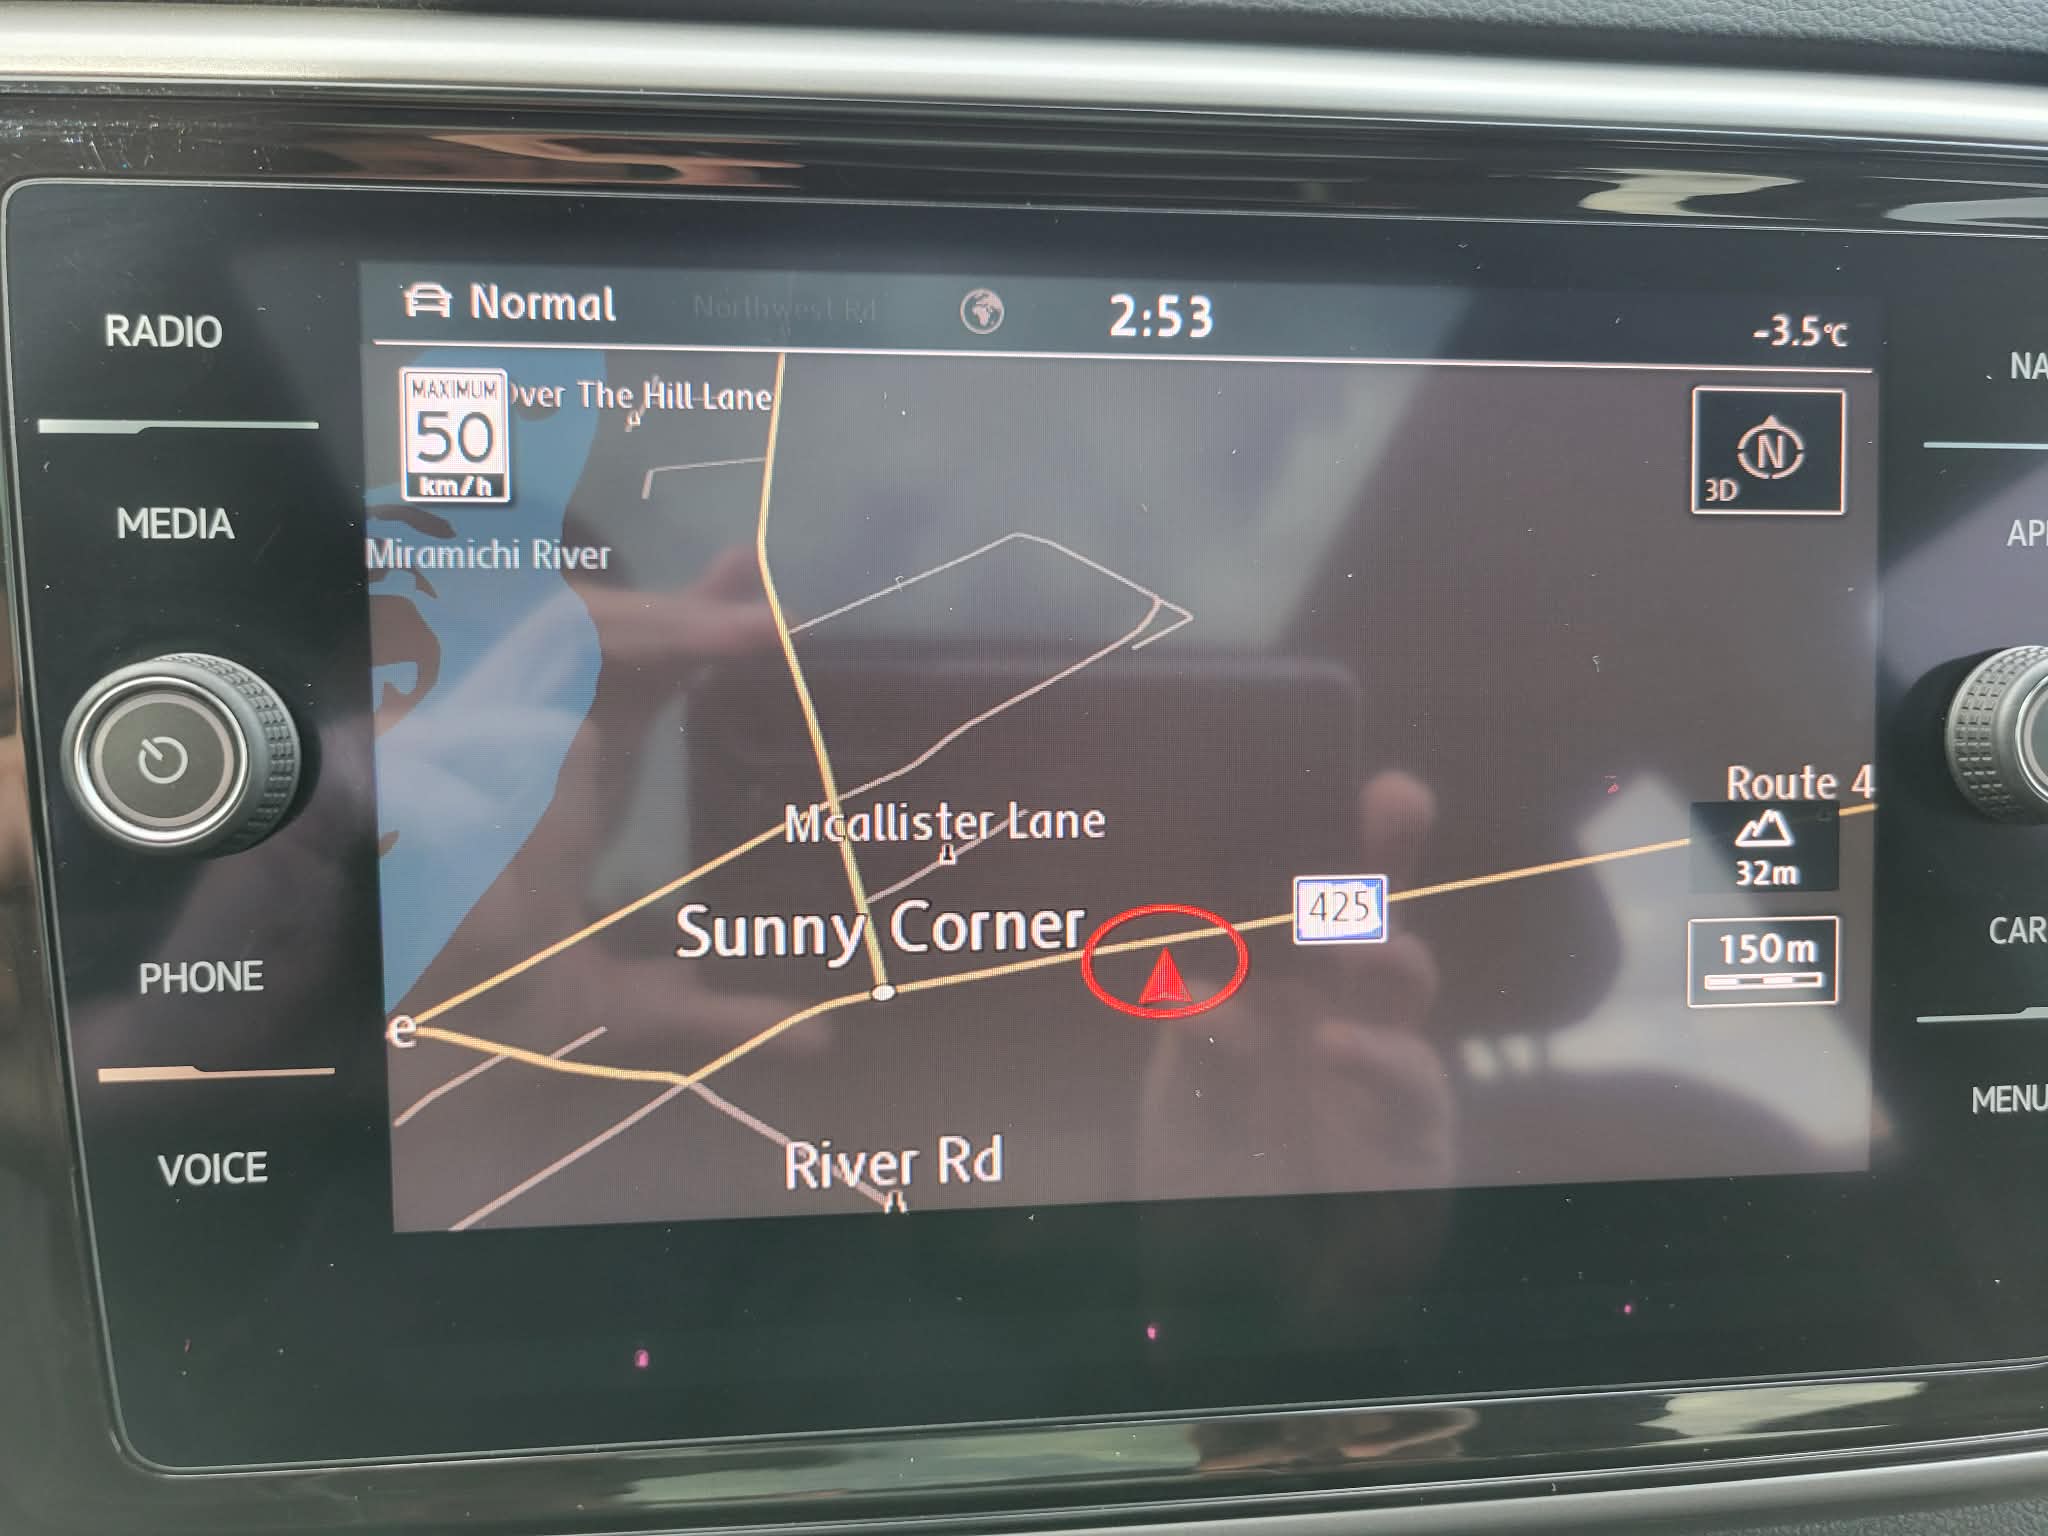 RADIO
MEDIA
PHONE
VOICE
Normal
Northwest Rd
2:53
-3.5°C
MAXIMUM
50
km/h
Over The Hill Lane
N
3D
Miramichi River
Mcallister Lane
Sunny Corner
425
Route 4
32m
150m
e
River Rd
NA
API
CAR
MENU